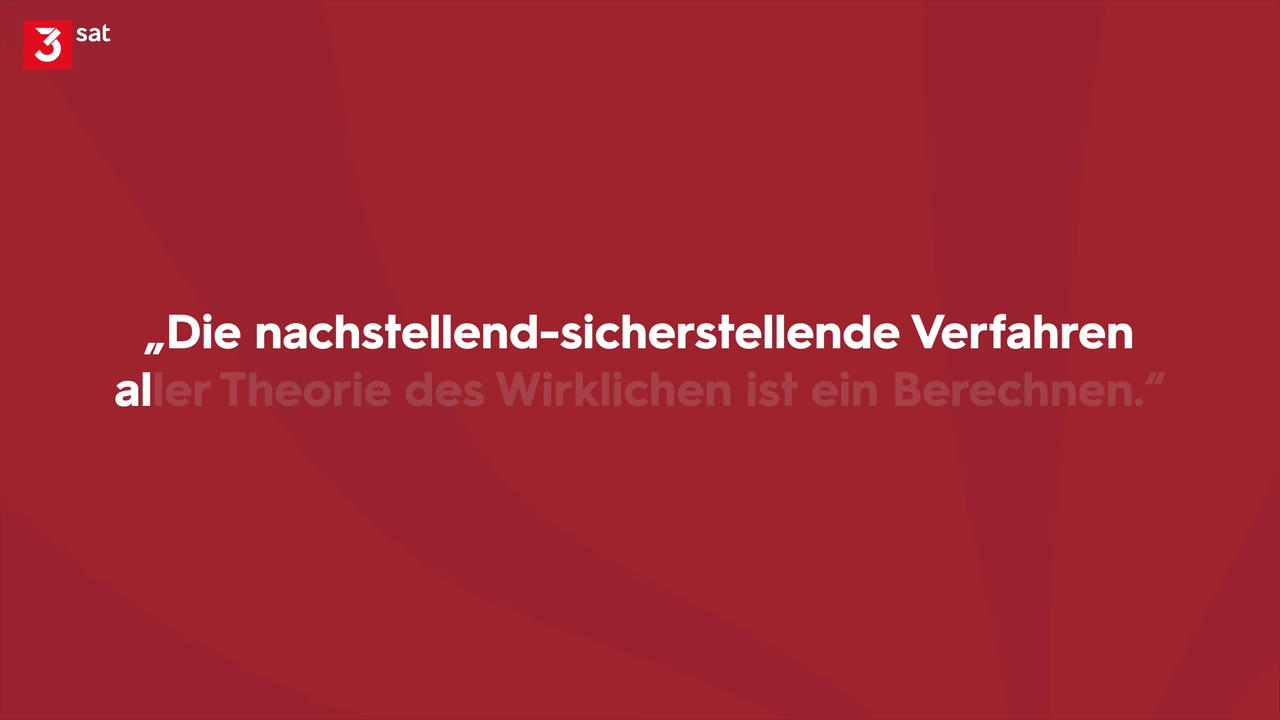 3sat
„Die nachstellend-sicherstellende Verfahren
aller Theorie des Wirklichen ist ein Berechnen.“